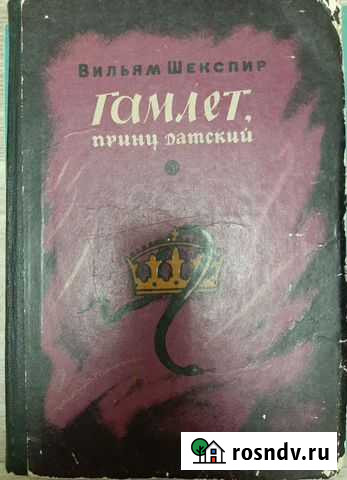 Вильям Шекспир
Гамлет,
принц датский
rosndv.ru